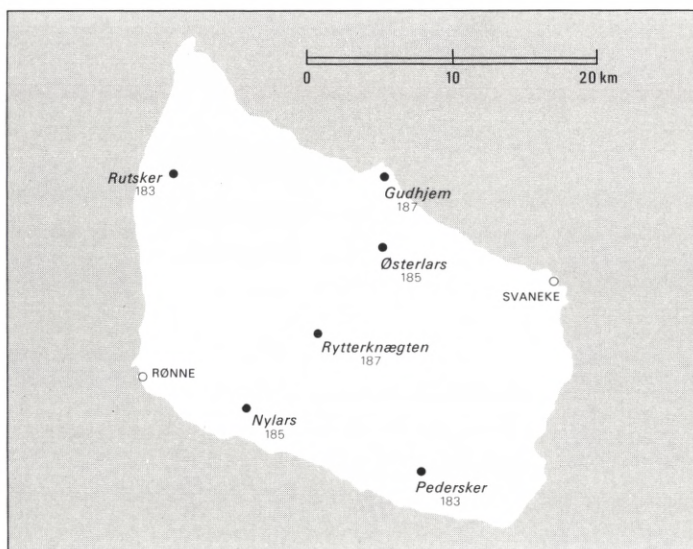 0 10 20 km
Rutsker
183
Gudhjem
187
Østerlars
185
SVANEKE
Rytterknægten
187
RØNNE
Nylars
185
Pedersker
183